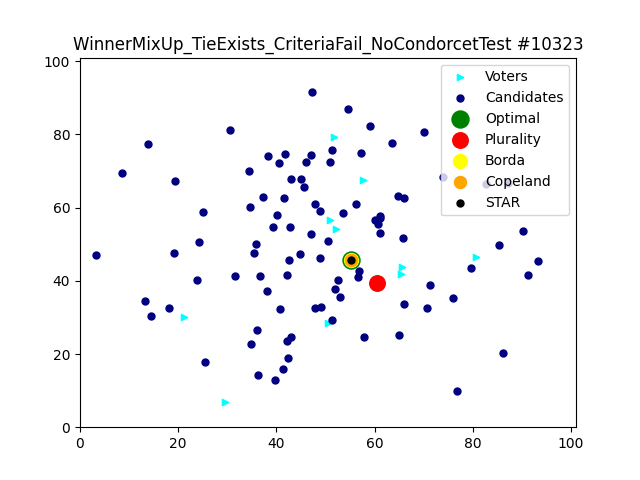 WinnerMixUp_TieExists_CriteriaFail_NoCondorcetTest #10323
100
80
60
40
20
0
0 20 40 60 80 100
Voters
Candidates
Optimal
Plurality
Borda
Copeland
STAR